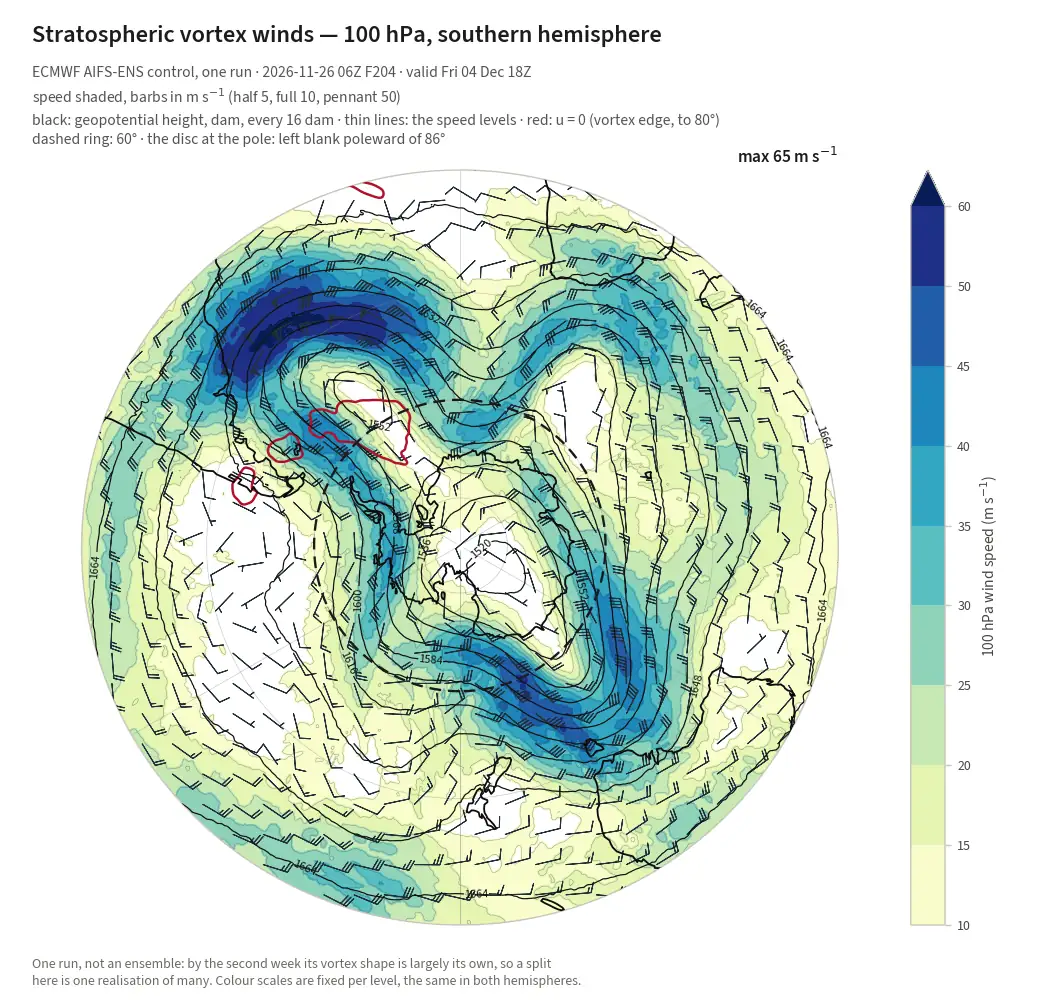 Stratospheric vortex winds — 100 hPa, southern hemisphere
ECMWF AIFS-ENS control, one run · 2026-11-26 06Z F204 · valid Fri 04 Dec 18Z
speed shaded, barbs in m s⁻¹ (half 5, full 10, pennant 50)
black: geopotential height, dam, every 16 dam · thin lines: the speed levels · red: u = 0 (vortex edge, to 80°)
dashed ring: 60° · the disc at the pole: left blank poleward of 86°
max 65 m s⁻¹
60
50
45
40
35
30
25
20
15
10
100 hPa wind speed (m s⁻¹)
1664
1664
1664
1664
1664
1632
1552
1520
1536
1552
1600
1616
1584
1648
1664
One run, not an ensemble: by the second week its vortex shape is largely its own, so a split
here is one realisation of many. Colour scales are fixed per level, the same in both hemispheres.